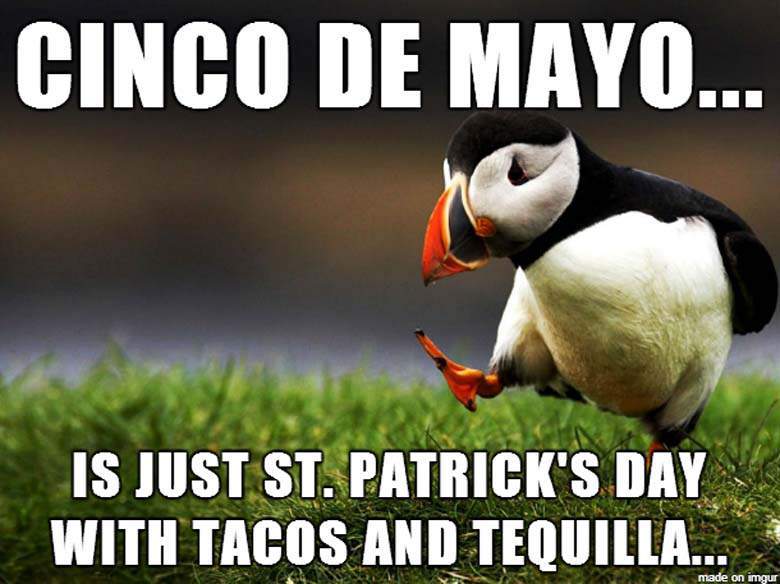 CINCO DE MAYO...
IS JUST ST. PATRICK'S DAY
WITH TACOS AND TEQUILLA...
made on imgur